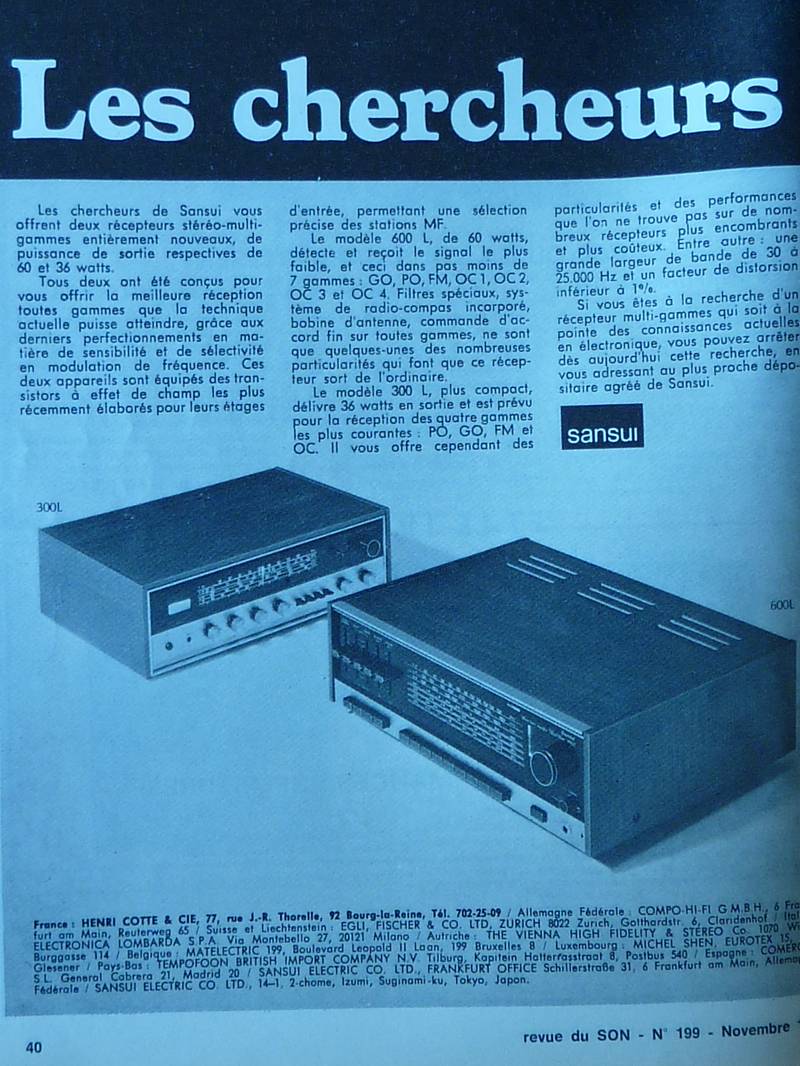 Les chercheurs
Les chercheurs de Sansui vous
offrent deux récepteurs stéréo-multi-
gammes entièrement nouveaux, de
puissance de sortie respectives de
60 et 36 watts.
Tous deux ont été conçus pour
vous offrir la meilleure réception
toutes gammes que la technique
actuelle puisse atteindre, grâce aux
derniers perfectionnements en ma-
tière de sensibilité et de sélectivité
en modulation de fréquence. Ces
deux appareils sont équipés des tran-
sistors à effet de champ les plus
récemment élaborés pour leurs étages
d'entrée, permettant une sélection
précise des stations MF.
Le modèle 600 L, de 60 watts,
détecte et reçoit le signal le plus
faible, et ceci dans pas moins de
7 gammes : GO, PO, FM, OC 1, OC 2,
OC 3 et OC 4. Filtres spéciaux, sys-
tème de radio-compas incorporé,
bobine d'antenne, commande d'ac-
cord fin sur toutes gammes, ne sont
que quelques-unes des nombreuses
particularités qui font que ce récep-
teur sort de l'ordinaire.
Le modèle 300 L, plus compact,
délivre 36 watts en sortie et est prévu
pour la réception des quatre gammes
les plus courantes : PO, GO, FM et
OC. Il vous offre cependant des
particularités et des performances
que l'on ne trouve pas sur de nom-
breux récepteurs plus encombrants
et plus coûteux. Entre autre : une
grande largeur de bande de 30 à
25.000 Hz et un facteur de distorsion
inférieur à 1%.
Si vous êtes à la recherche d'un
récepteur multi-gammes qui soit à la
pointe des connaissances actuelles
en électronique, vous pouvez arrêter
dès aujourd'hui cette recherche, en
vous adressant au plus proche dépo-
sitaire agréé de Sansui.
sansui
300L
600L
France : HENRI COTTE & CIE, 77, rue J.-R. Thorelle, 92 Bourg-la-Reine, Tél. 702-25-09 / Allemagne Fédérale : COMPO-HI-FI G.M.B.H., 6 Fra
furt am Main, Reuterweg 65 / Suisse et Liechtenstein : EGLI, FISCHER & CO. LTD, ZURICH 8022 Zurich, Gotthardstr. 6, Claridenhof / Ital
ELECTRONICA LOMBARDA S.P.A. Via Montebello 27, 20121 Milano / Autriche : THE VIENNA HIGH FIDELITY & STEREO Co. 1070 Wi
Burggasse 114 / Belgique : MATELECTRIC 199 Boulevard Leopold II Laan, 199 Bruxelles 8 / Luxembourg : MICHEL SHEN, EUROTEX
Glesener / Pays-Bas : TEMPOFOON BRITISH IMPORT COMPANY N.V. Tilburg, Kapitein Hatterasstraat 8, Postbus 540 / Espagne : COMER
S.L. General Cabrera 21, Madrid 20 / SANSUI ELECTRIC CO. LTD., FRANKFURT OFFICE Schillerstraße 31, 6 Frankfurt am Main, Allema
Fédérale / SANSUI ELECTRIC CO. LTD., 14–1, 2-chome, Izumi, Suginami-ku, Tokyo, Japon.
40
revue du SON - N° 199 - Novembre